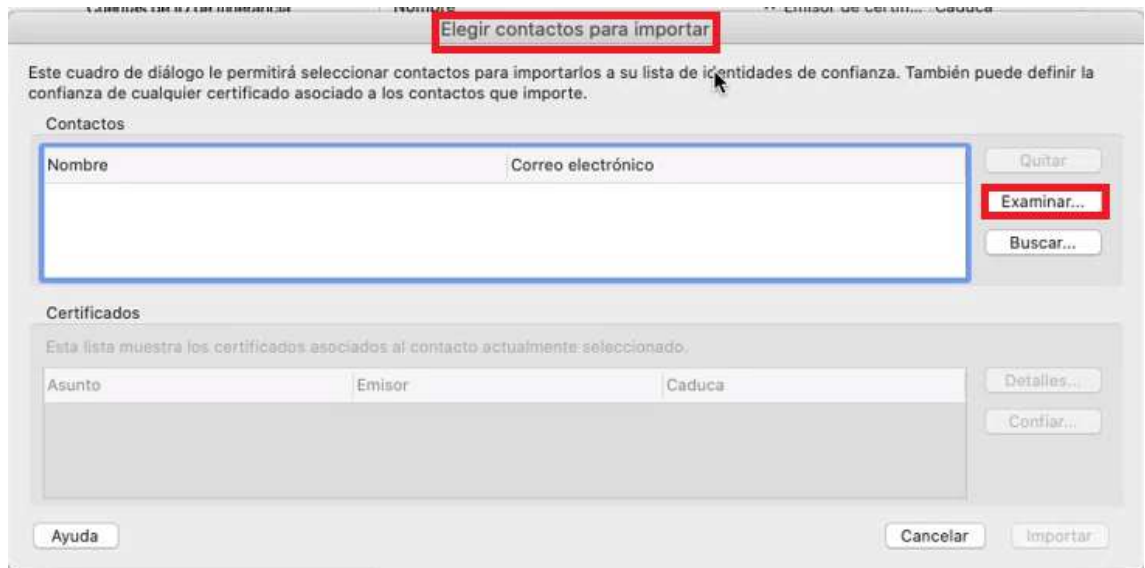 Elegir contactos para importar
Este cuadro de diálogo le permitirá seleccionar contactos para importarlos a su lista de identidades de confianza. También puede definir la
confianza de cualquier certificado asociado a los contactos que importe.
Contactos
Nombre Correo electrónico
Quitar
Examinar...
Buscar...
Certificados
Esta lista muestra los certificados asociados al contacto actualmente seleccionado.
Asunto Emisor Caduca
Detalles...
Confiar...
Ayuda Cancelar Importar